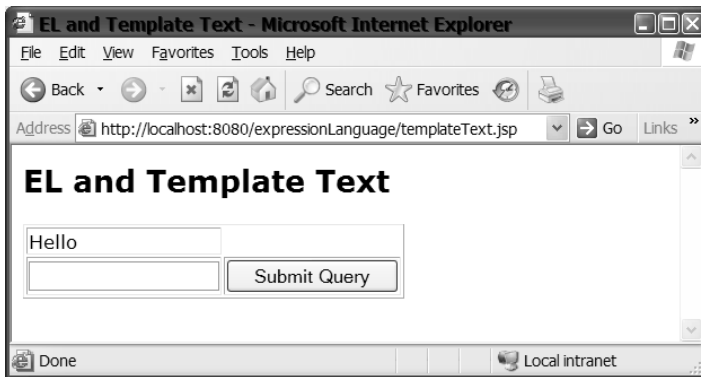 EL and Template Text - Microsoft Internet Explorer
File Edit View Favorites Tools Help
Back Search Favorites
Address http://localhost:8080/expressionLanguage/templateText.jsp Go Links »
EL and Template Text
Hello
Submit Query
Done Local intranet